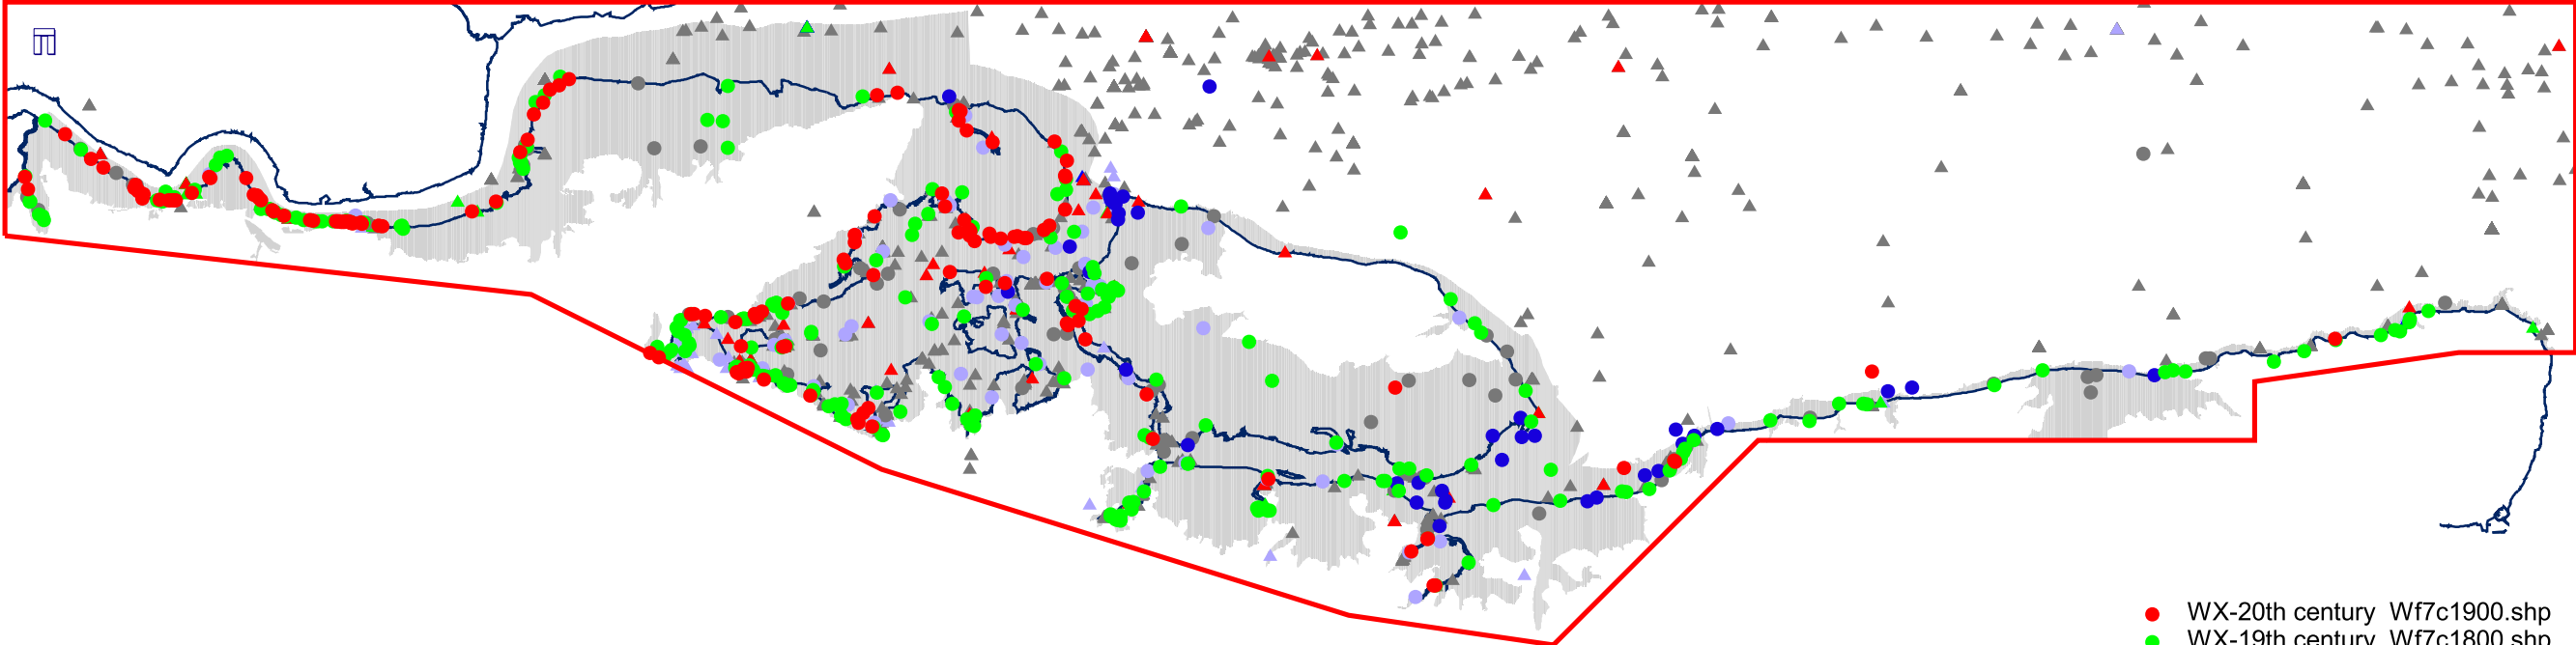 WX-20th century Wf7c1900.shp
WX-19th century Wf7c1800.shp